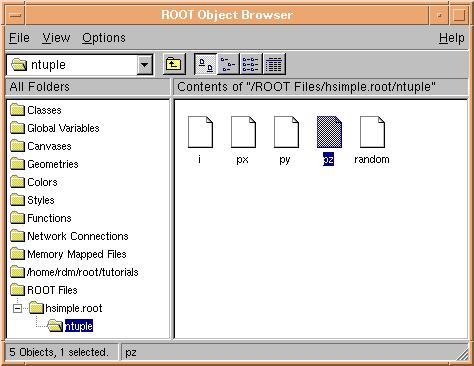 ROOT Object Browser
File View Options Help
ntuple
All Folders
Contents of "/ROOT Files/hsimple.root/ntuple"
Classes
Global Variables
Canvases
Geometries
Colors
Styles
Functions
Network Connections
Memory Mapped Files
/home/rdm/root/tutorials
ROOT Files
hsimple.root
ntuple
i px py pz random
5 Objects, 1 selected. pz